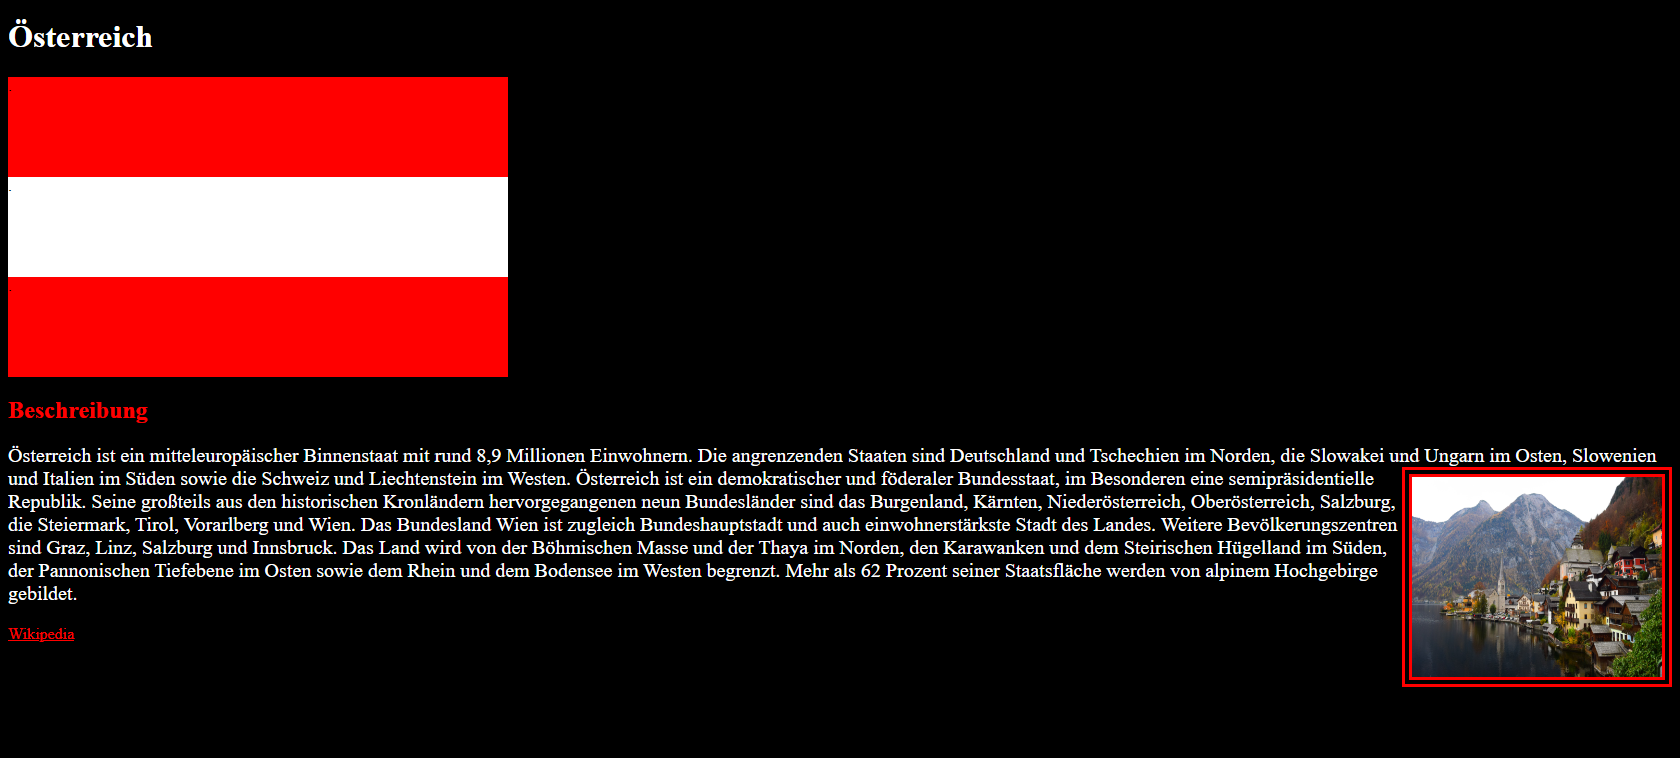 Österreich
.
.
.
Beschreibung
Österreich ist ein mitteleuropäischer Binnenstaat mit rund 8,9 Millionen Einwohnern. Die angrenzenden Staaten sind Deutschland und Tschechien im Norden, die Slowakei und Ungarn im Osten, Slowenien
und Italien im Süden sowie die Schweiz und Liechtenstein im Westen. Österreich ist ein demokratischer und föderaler Bundesstaat, im Besonderen eine semipräsidentielle
Republik. Seine großteils aus den historischen Kronländern hervorgegangenen neun Bundesländer sind das Burgenland, Kärnten, Niederösterreich, Oberösterreich, Salzburg,
die Steiermark, Tirol, Vorarlberg und Wien. Das Bundesland Wien ist zugleich Bundeshauptstadt und auch einwohnerstärkste Stadt des Landes. Weitere Bevölkerungszentren
sind Graz, Linz, Salzburg und Innsbruck. Das Land wird von der Böhmischen Masse und der Thaya im Norden, den Karawanken und dem Steirischen Hügelland im Süden,
der Pannonischen Tiefebene im Osten sowie dem Rhein und dem Bodensee im Westen begrenzt. Mehr als 62 Prozent seiner Staatsfläche werden von alpinem Hochgebirge
gebildet.
Wikipedia